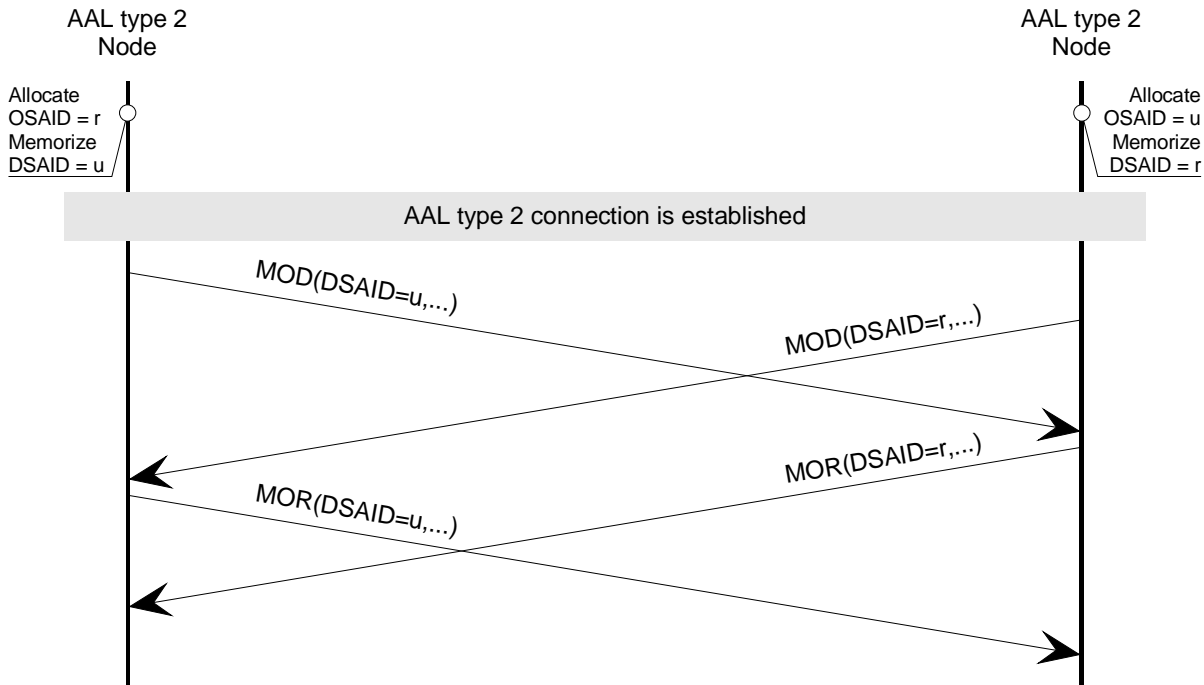 AAL type 2
Node
AAL type 2
Node
Allocate
OSAID = r
Memorize
DSAID = u
Allocate
OSAID = u
Memorize
DSAID = r
AAL type 2 connection is established
MOD(DSAID=u,...)
MOD(DSAID=r,...)
MOR(DSAID=r,...)
MOR(DSAID=u,...)